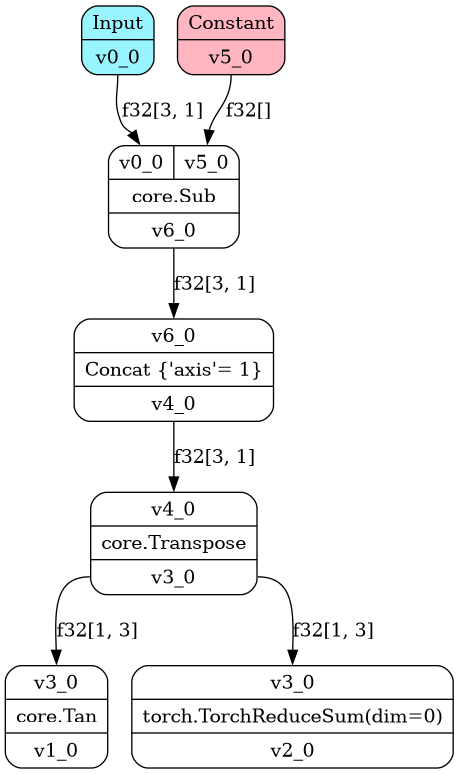 Input
v0_0
Constant
v5_0
f32[3, 1]
f32[]
v0_0 v5_0
core.Sub
v6_0
f32[3, 1]
v6_0
Concat {'axis'= 1}
v4_0
f32[3, 1]
v4_0
core.Transpose
v3_0
f32[1, 3]
f32[1, 3]
v3_0
core.Tan
v1_0
v3_0
torch.TorchReduceSum(dim=0)
v2_0